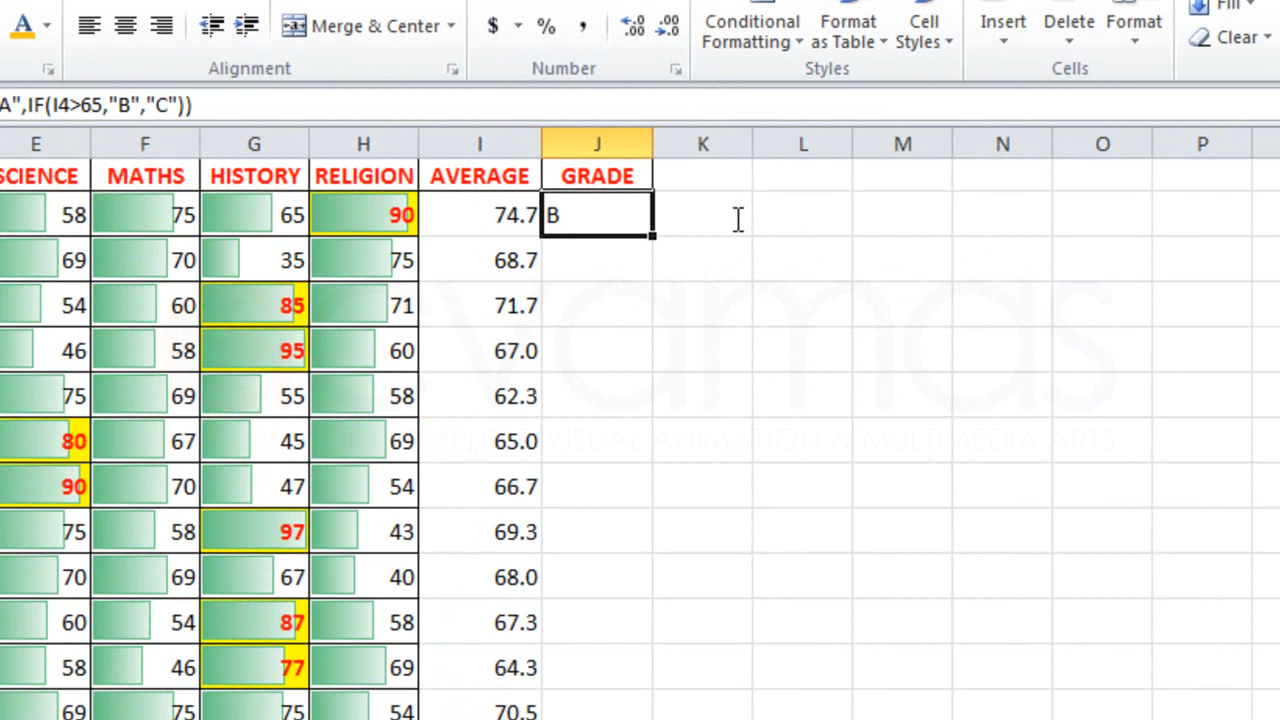 A Merge & Center $ % , .00 .00 Conditional Format Cell Insert Delete Format Fill
Formatting as Table Styles Clear
Alignment Number Styles Cells
A",IF(I4>65,"B","C"))
E F G H I J K L M N O P
SCIENCE MATHS HISTORY RELIGION AVERAGE GRADE
58 75 65 90 74.7 B
69 70 35 75 68.7
54 60 85 71 71.7
46 58 95 60 67.0
75 69 55 58 62.3
80 67 45 69 65.0
90 70 47 54 66.7
75 58 97 43 69.3
70 69 67 40 68.0
60 54 87 58 67.3
58 46 77 69 64.3
69 75 75 54 70.5